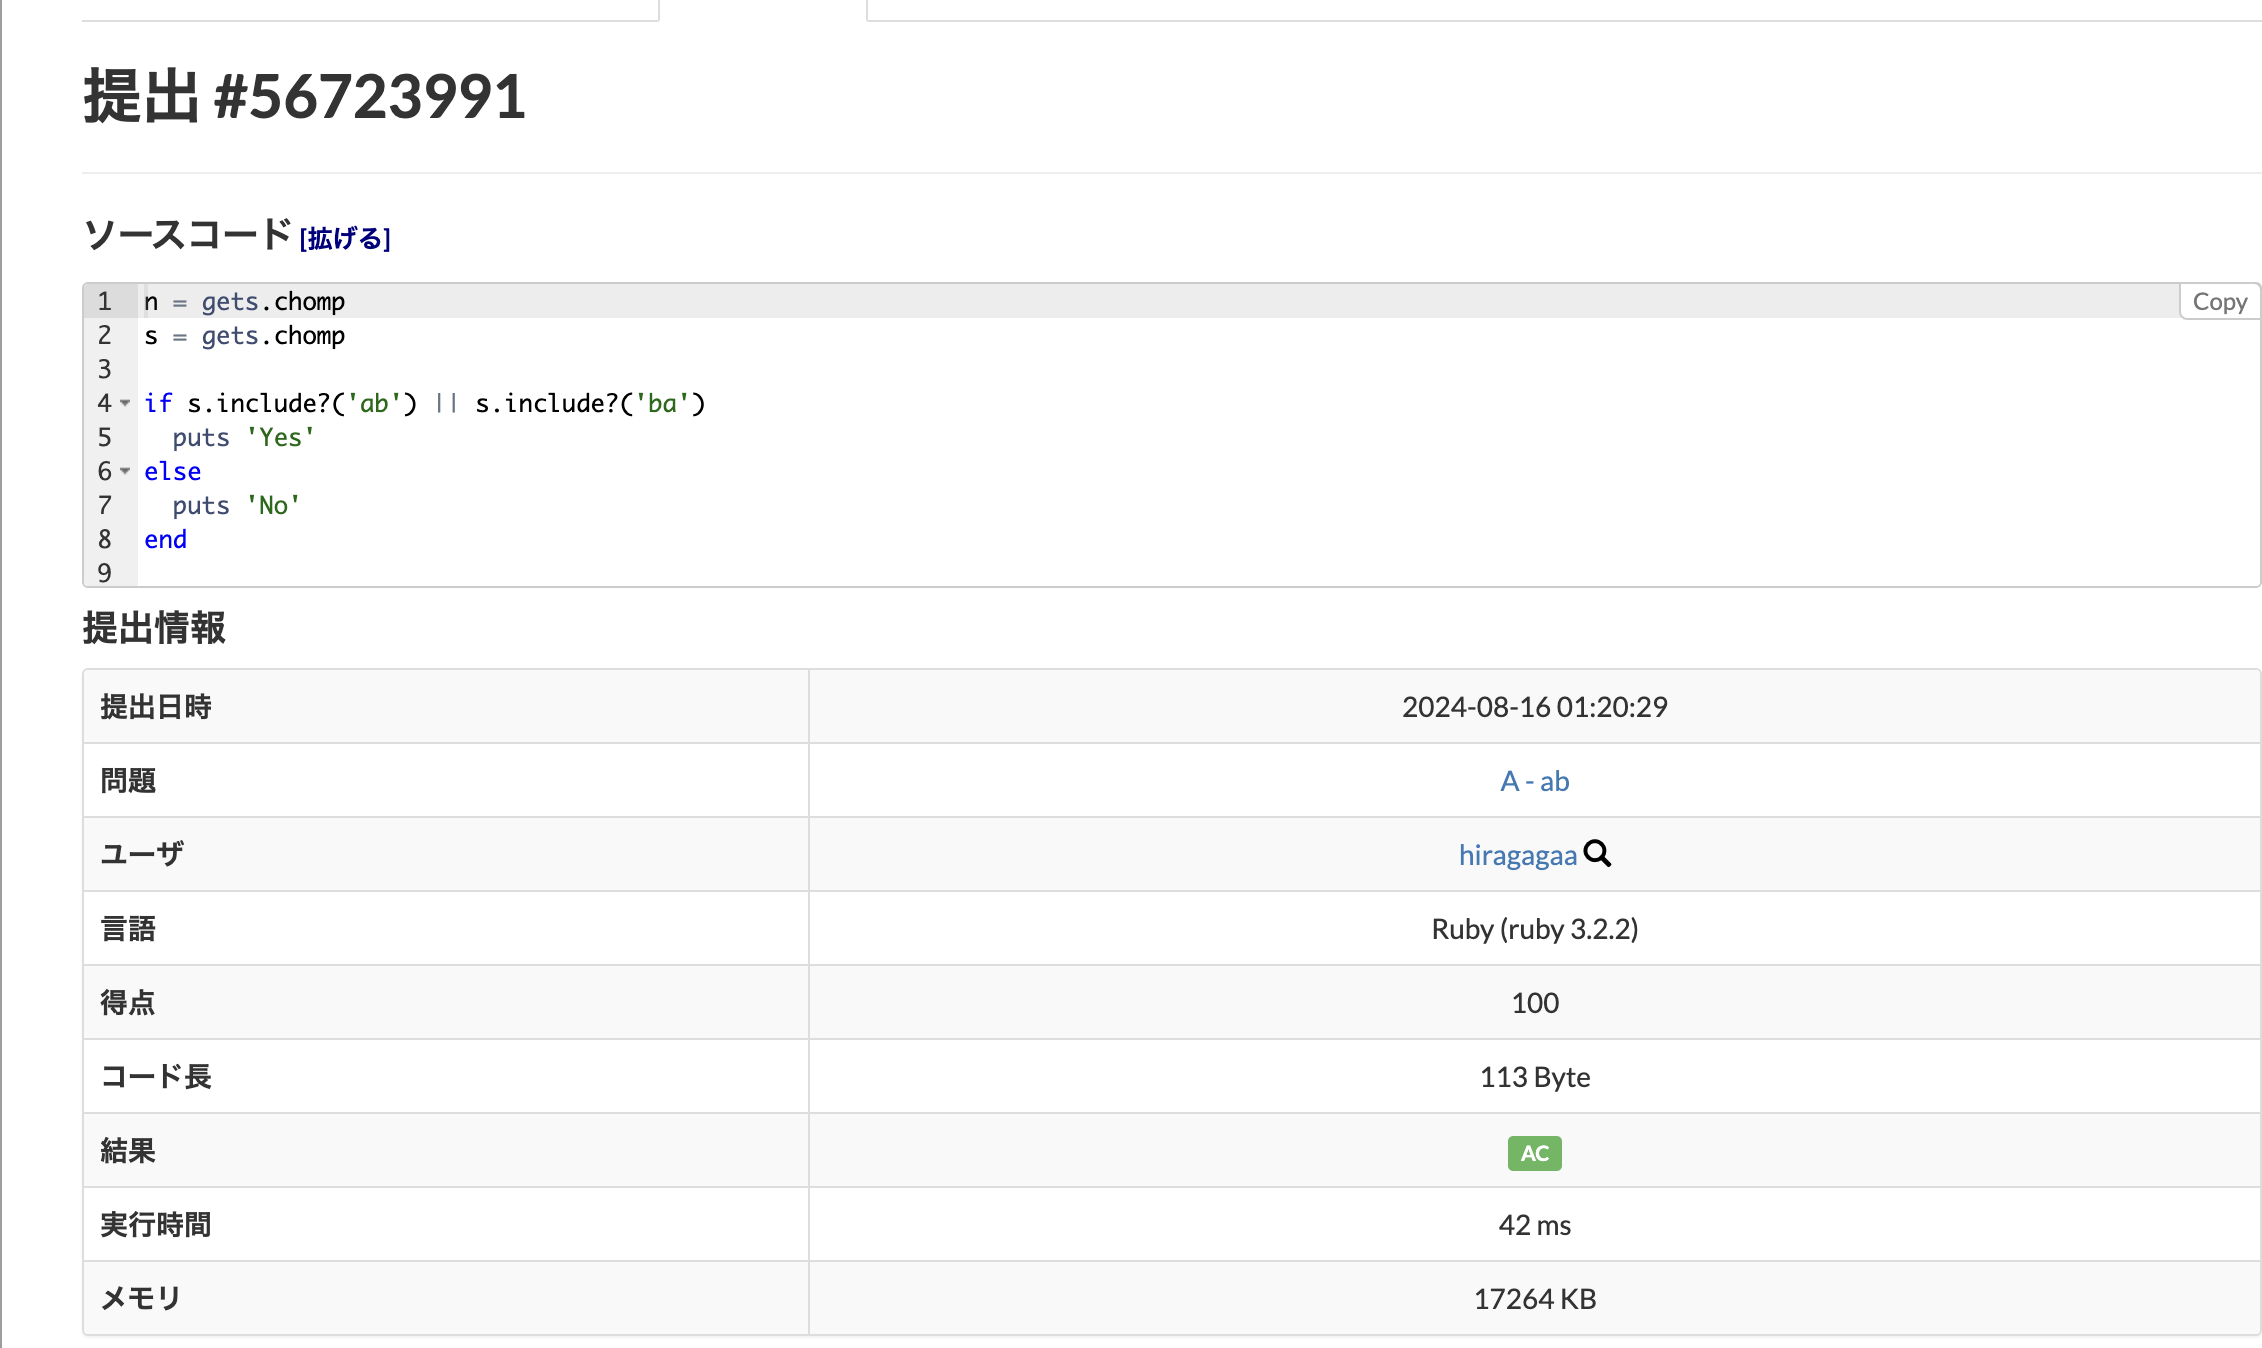 提出 #56723991
ソースコード [拡げる]
Copy
1 n = gets.chomp
2 s = gets.chomp
3
4 if s.include?('ab') || s.include?('ba')
5   puts 'Yes'
6 else
7   puts 'No'
8 end
9
提出情報
提出日時 2024-08-16 01:20:29
問題 A - ab
ユーザ hiragagaa
言語 Ruby (ruby 3.2.2)
得点 100
コード長 113 Byte
結果 AC
実行時間 42 ms
メモリ 17264 KB